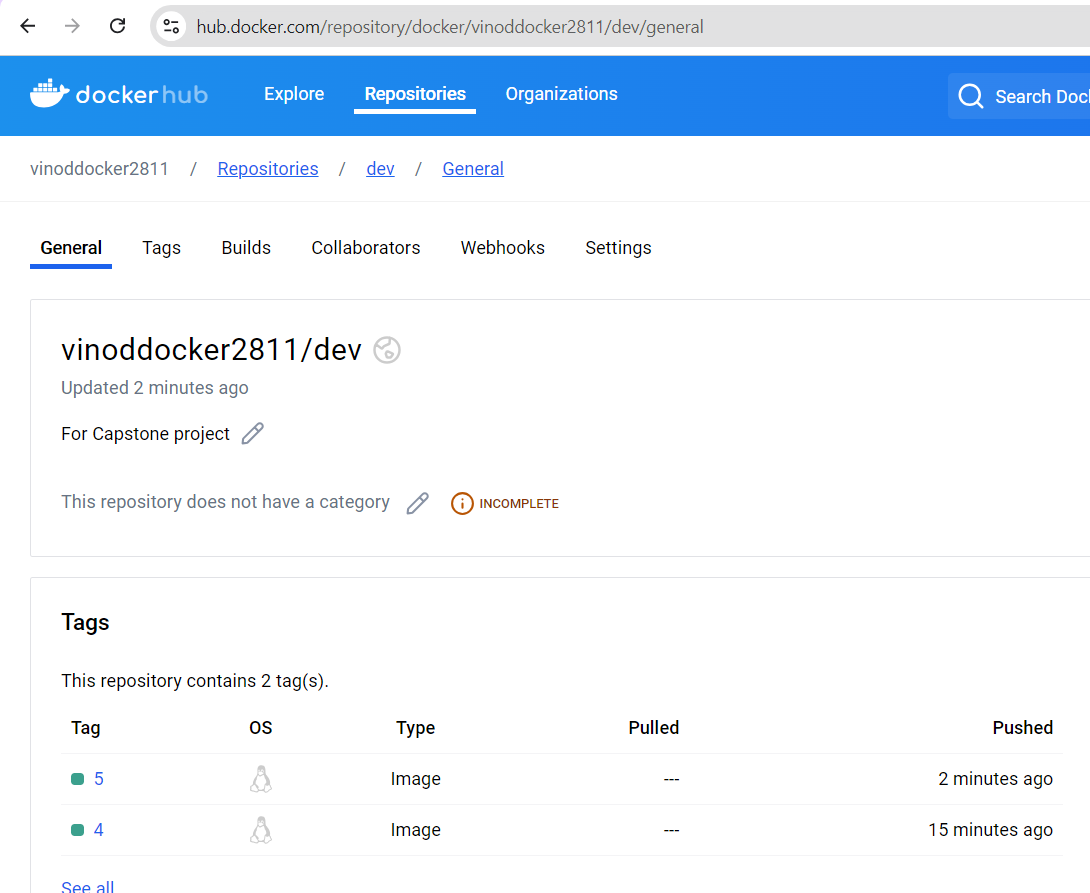 hub.docker.com/repository/docker/vinoddocker2811/dev/general
docker hub Explore Repositories Organizations Search
vinoddocker2811 / Repositories / dev / General
General Tags Builds Collaborators Webhooks Settings
vinoddocker2811/dev
Updated 2 minutes ago
For Capstone project
This repository does not have a category INCOMPLETE
Tags
This repository contains 2 tag(s).
Tag OS Type Pulled Pushed
5 Image --- 2 minutes ago
4 Image --- 15 minutes ago
See all